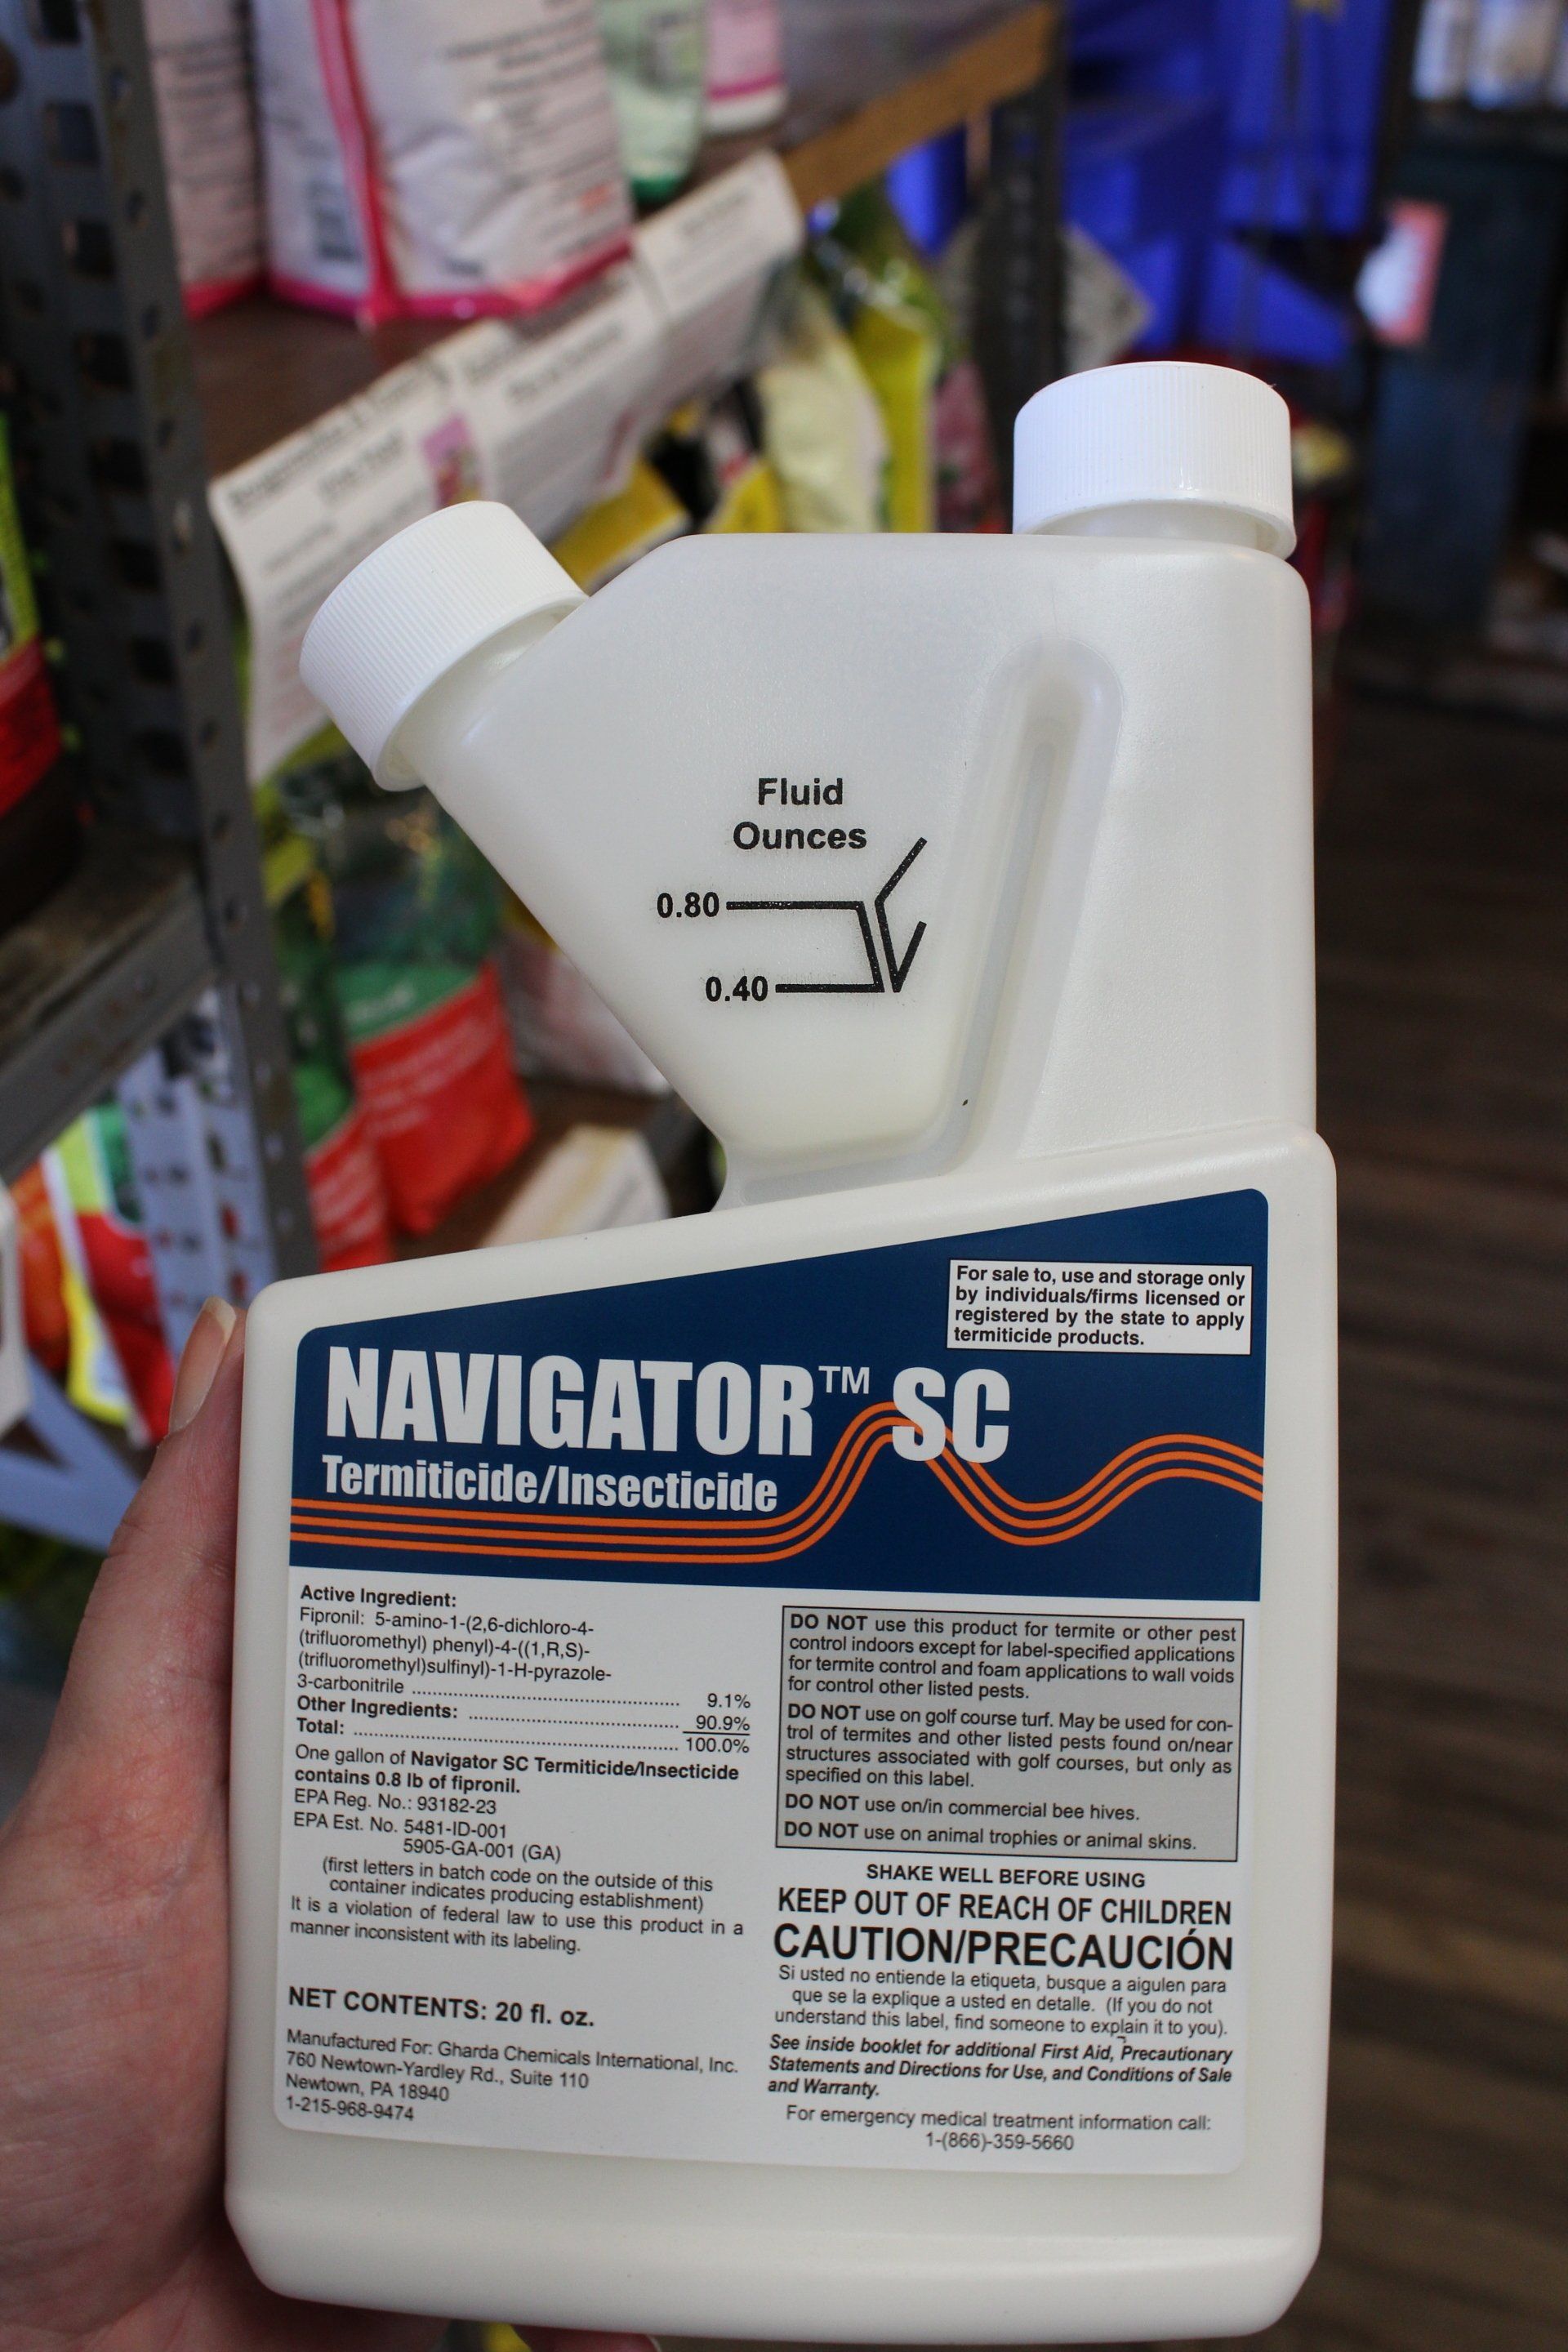 Fluid
Ounces
0.80
0.40
For sale to, use and storage only
by individuals/firms licensed or
registered by the state to apply
termiticide products.
NAVIGATOR™ SC
Termiticide/Insecticide
Active Ingredient:
Fipronil: 5-amino-1-(2,6-dichloro-4-
(trifluoromethyl) phenyl)-4-((1,R,S)-
(trifluoromethyl)sulfinyl)-1-H-pyrazole-
3-carbonitrile ........................................ 9.1%
Other Ingredients: ................................ 90.9%
Total: .................................................. 100.0%
One gallon of Navigator SC Termiticide/Insecticide
contains 0.8 lb of fipronil.
EPA Reg. No.: 93182-23
EPA Est. No. 5481-ID-001
5905-GA-001 (GA)
(first letters in batch code on the outside of this
container indicates producing establishment)
It is a violation of federal law to use this product in a
manner inconsistent with its labeling.
NET CONTENTS: 20 fl. oz.
Manufactured For: Gharda Chemicals International, Inc.
760 Newtown-Yardley Rd., Suite 110
Newtown, PA 18940
1-215-968-9474
DO NOT use this product for termite or other pest
control indoors except for label-specified applications
for termite control and foam applications to wall voids
for control other listed pests.
DO NOT use on golf course turf. May be used for con-
trol of termites and other listed pests found on/near
structures associated with golf courses, but only as
specified on this label.
DO NOT use on/in commercial bee hives.
DO NOT use on animal trophies or animal skins.
SHAKE WELL BEFORE USING
KEEP OUT OF REACH OF CHILDREN
CAUTION/PRECAUCIÓN
Si usted no entiende la etiqueta, busque a aigulen para
que se la explique a usted en detalle. (If you do not
understand this label, find someone to explain it to you).
See inside booklet for additional First Aid, Precautionary
Statements and Directions for Use, and Conditions of Sale
and Warranty.
For emergency medical treatment information call:
1-(866)-359-5660